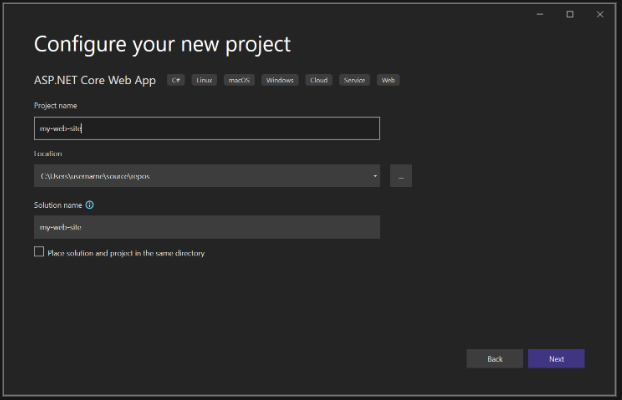 Configure your new project
ASP.NET Core Web App C# Linux macOS Windows Cloud Service Web
Project name
my-web-site
Location
C:\Users\username\source\repos
...
Solution name
my-web-site
Place solution and project in the same directory
Back Next